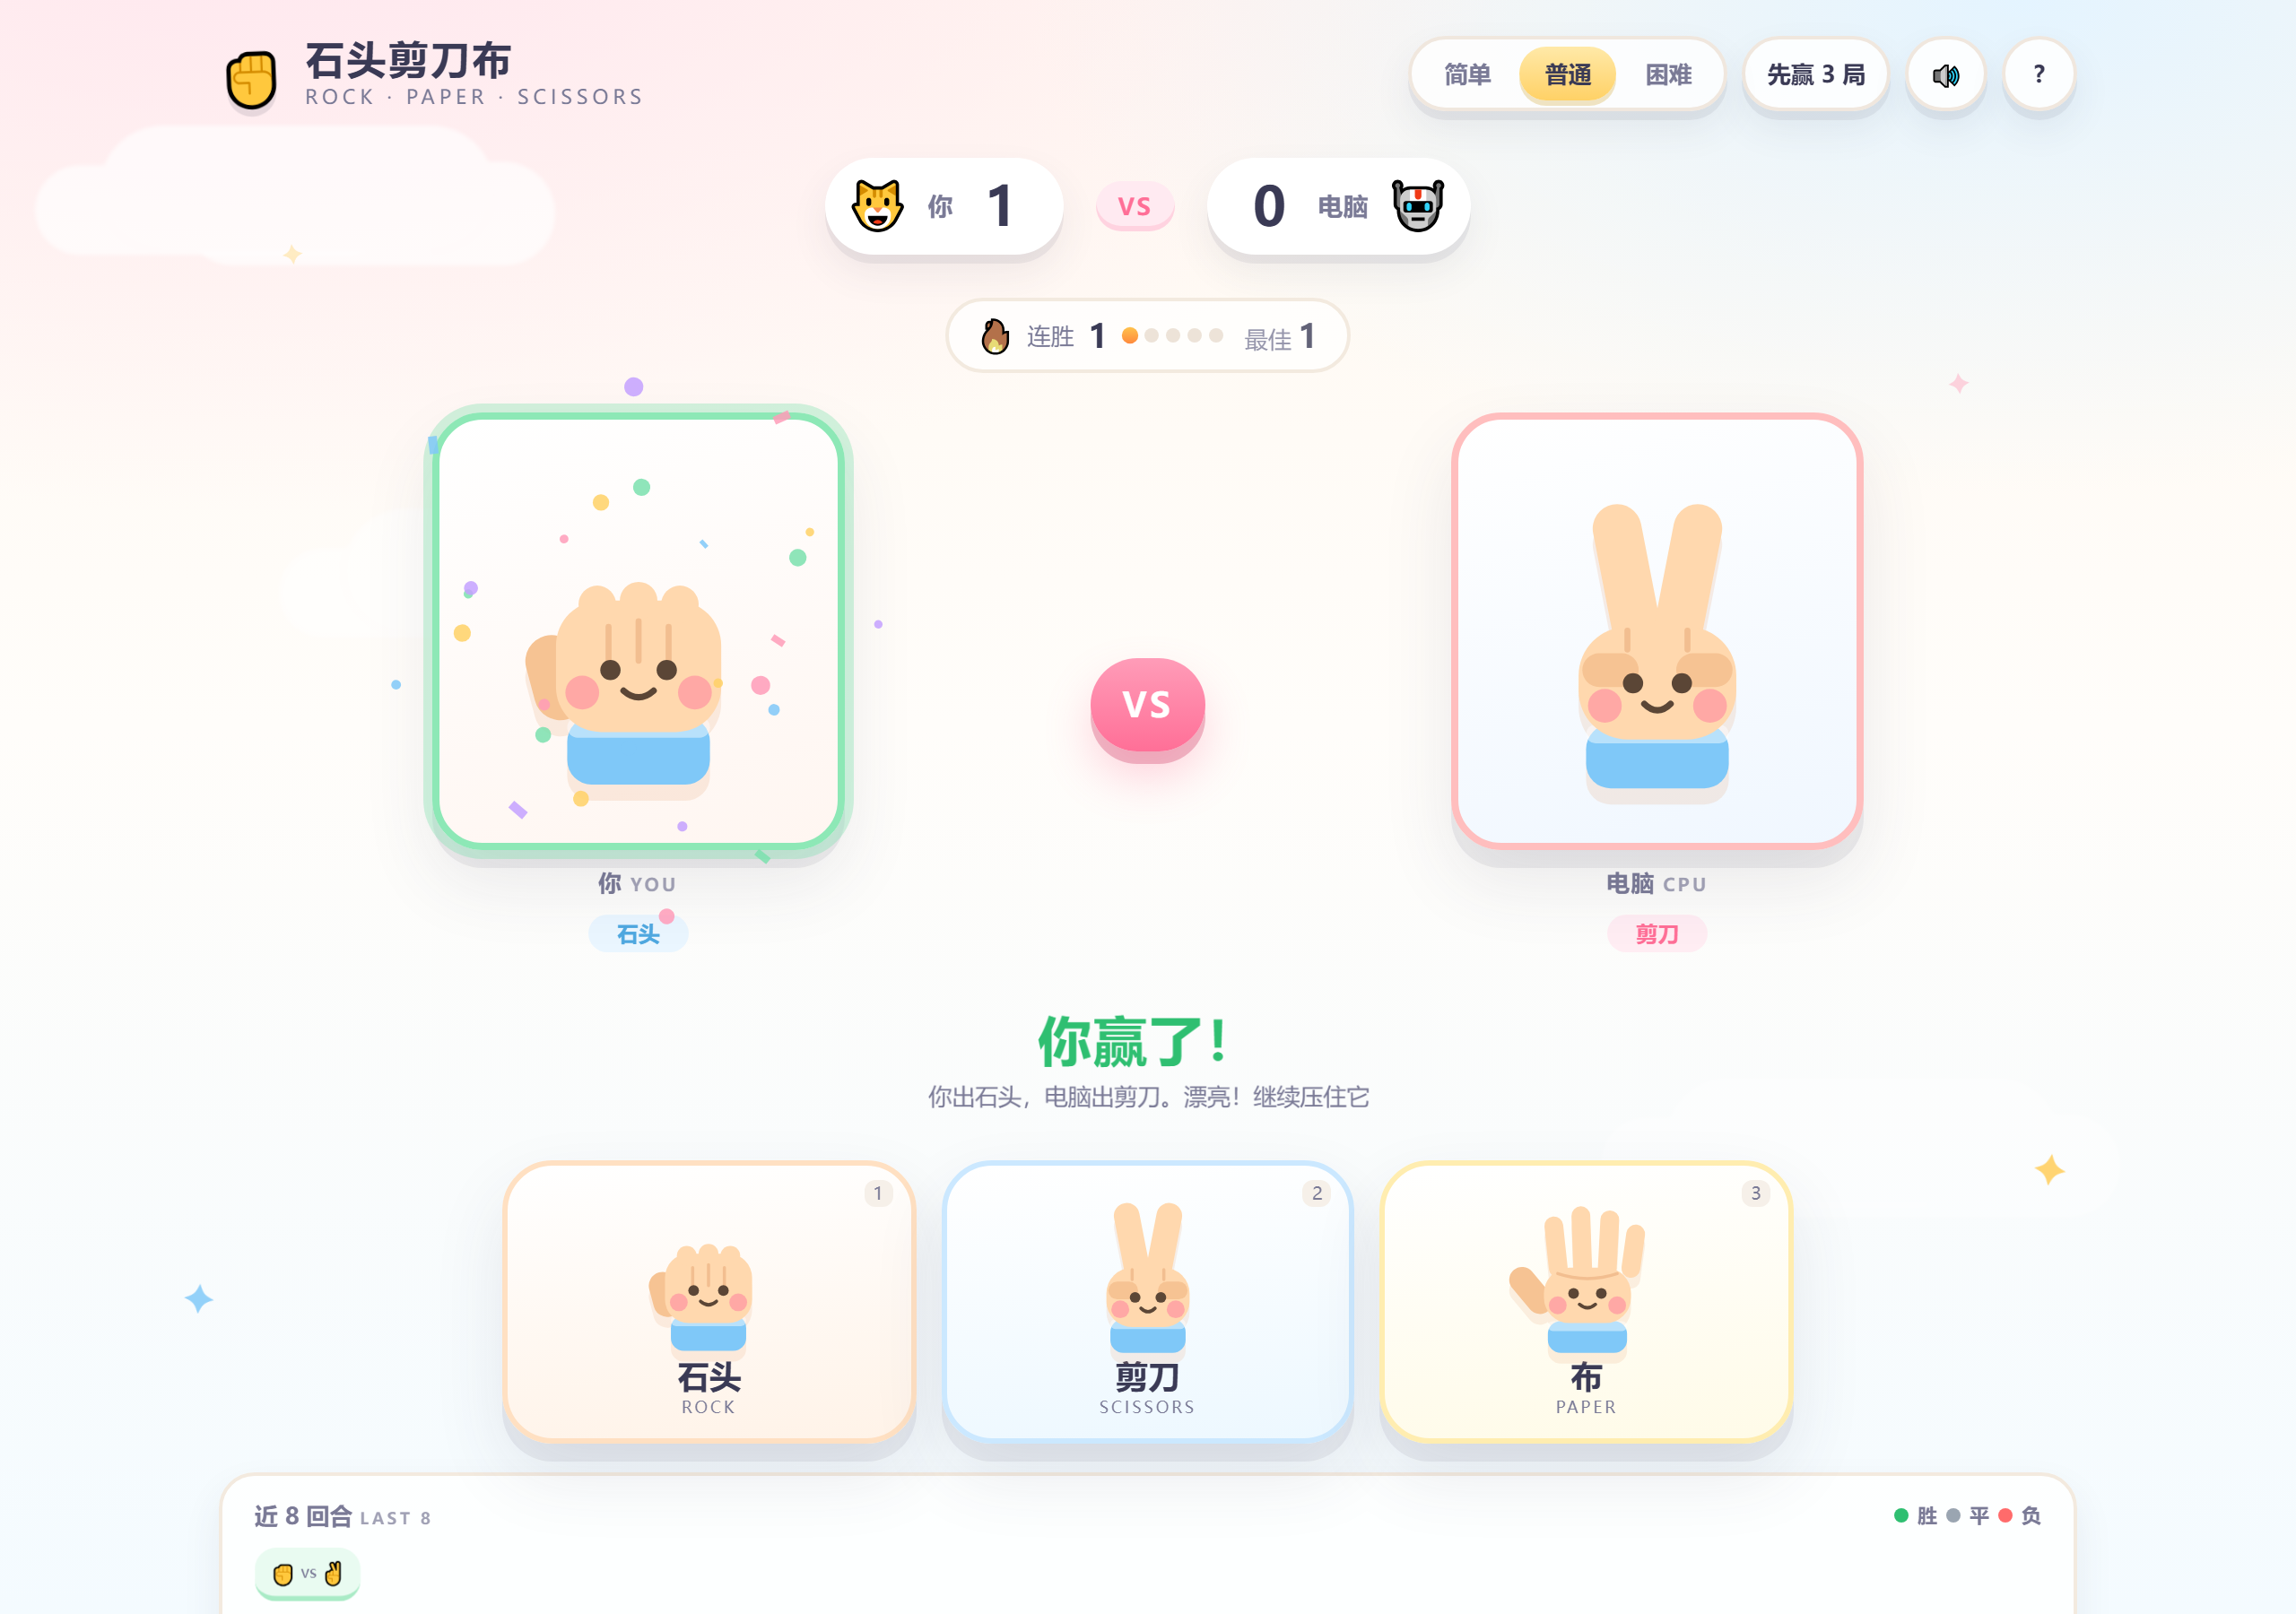 石头剪刀布
ROCK · PAPER · SCISSORS
简单 普通 困难 先赢 3 局 ?
你 1 VS 0 电脑
连胜 1 最佳 1
VS
你 YOU
石头
电脑 CPU
剪刀
你赢了！
你出石头，电脑出剪刀。漂亮！继续压住它
1
石头
ROCK
2
剪刀
SCISSORS
3
布
PAPER
近 8 回合 LAST 8
胜 平 负
VS